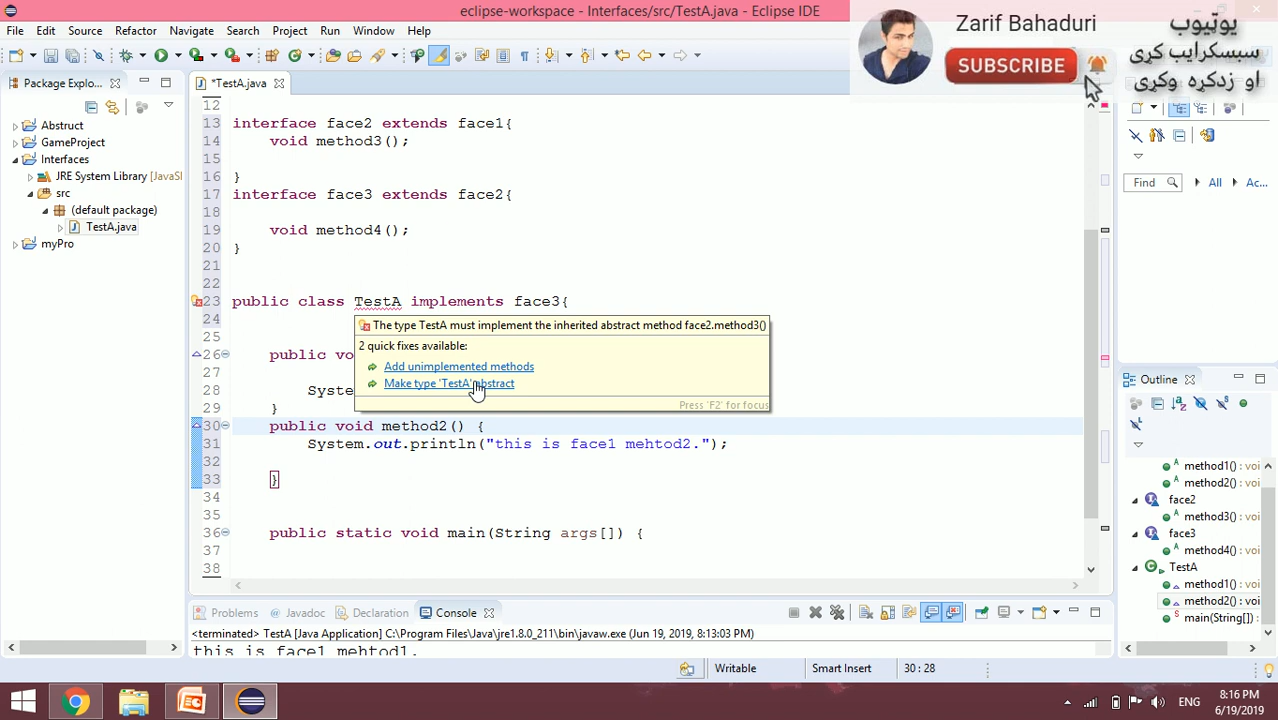 eclipse-workspace - Interfaces/src/TestA.java - Eclipse IDE
Zarif Bahaduri
SUBSCRIBE
یوټیوب
سبسکرایب کړی
او زدکړه وکړی
File Edit Source Refactor Navigate Search Project Run Window Help
Package Explo...
*TestA.java
Abstruct
GameProject
Interfaces
JRE System Library [JavaSI
src
(default package)
TestA.java
myPro
12
13 interface face2 extends face1{
14 void method3();
15
16 }
17 interface face3 extends face2{
18
19 void method4();
20 }
21
22
23 public class TestA implements face3{
24
25
The type TestA must implement the inherited abstract method face2.method3()
2 quick fixes available:
Add unimplemented methods
Make type 'TestA' abstract
Press 'F2' for focus
26 public vo
27
28 System
29 }
30 public void method2() {
31 System.out.println("this is face1 mehtod2.");
32
33 }
34
35
36 public static void main(String args[]) {
37
38
Find All Ac...
Outline
method1() : voi
method2() : voi
face2
method3() : voi
face3
method4() : voi
TestA
method1() : voi
method2() : voi
main(String[]) :
Problems Javadoc Declaration Console
<terminated> TestA [Java Application] C:\Program Files\Java\jre1.8.0_211\bin\javaw.exe (Jun 19, 2019, 8:13:03 PM)
this is face1 mehtod1.
Writable Smart Insert 30 : 28
ENG
8:16 PM
6/19/2019